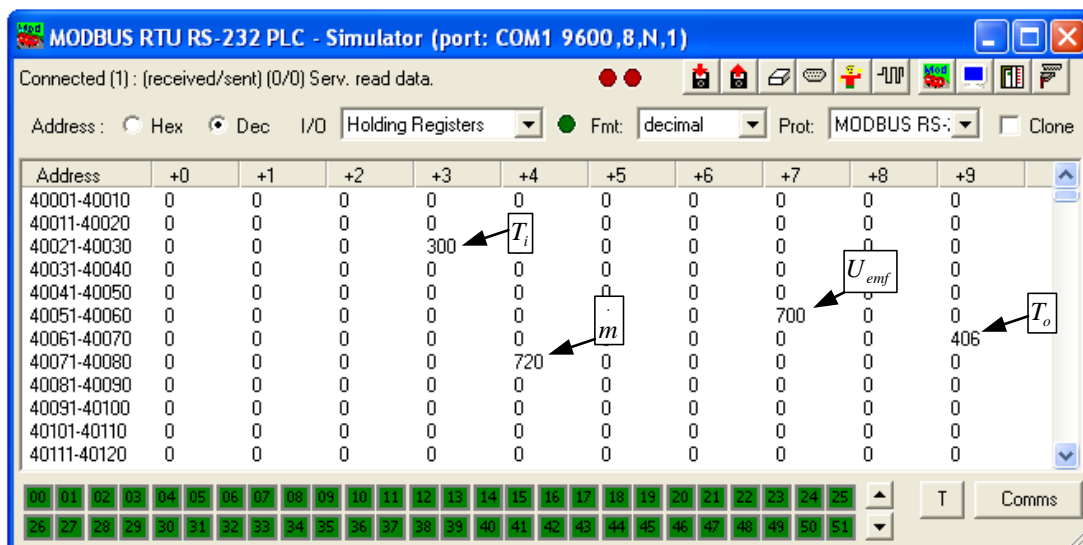 MODBUS RTU RS-232 PLC - Simulator (port: COM1 9600,8,N,1)
Connected (1) : (received/sent) (0/0) Serv. read data.
Address : Hex Dec I/O Holding Registers Fmt: decimal Prot: MODBUS RS-: Clone
Address +0 +1 +2 +3 +4 +5 +6 +7 +8 +9
40001-40010 0 0 0 0 0 0 0 0 0 0
40011-40020 0 0 0 0 0 0 0 0 0
40021-40030 0 0 0 300 T_i 0 0 0 0 0
40031-40040 0 0 0 0 0 0 0 0 U_emf 0
40041-40050 0 0 0 0 0 0 0 0 0 0
40051-40060 0 0 0 0 0 0 700 0 0 T_o
40061-40070 0 0 0 0 0 ṁ 0 0 0 406
40071-40080 0 0 0 0 720 0 0 0 0 0
40081-40090 0 0 0 0 0 0 0 0 0 0
40091-40100 0 0 0 0 0 0 0 0 0 0
40101-40110 0 0 0 0 0 0 0 0 0 0
40111-40120 0 0 0 0 0 0 0 0 0 0
00 01 02 03 04 05 06 07 08 09 10 11 12 13 14 15 16 17 18 19 20 21 22 23 24 25 T Comms
26 27 28 29 30 31 32 33 34 35 36 37 38 39 40 41 42 43 44 45 46 47 48 49 50 51